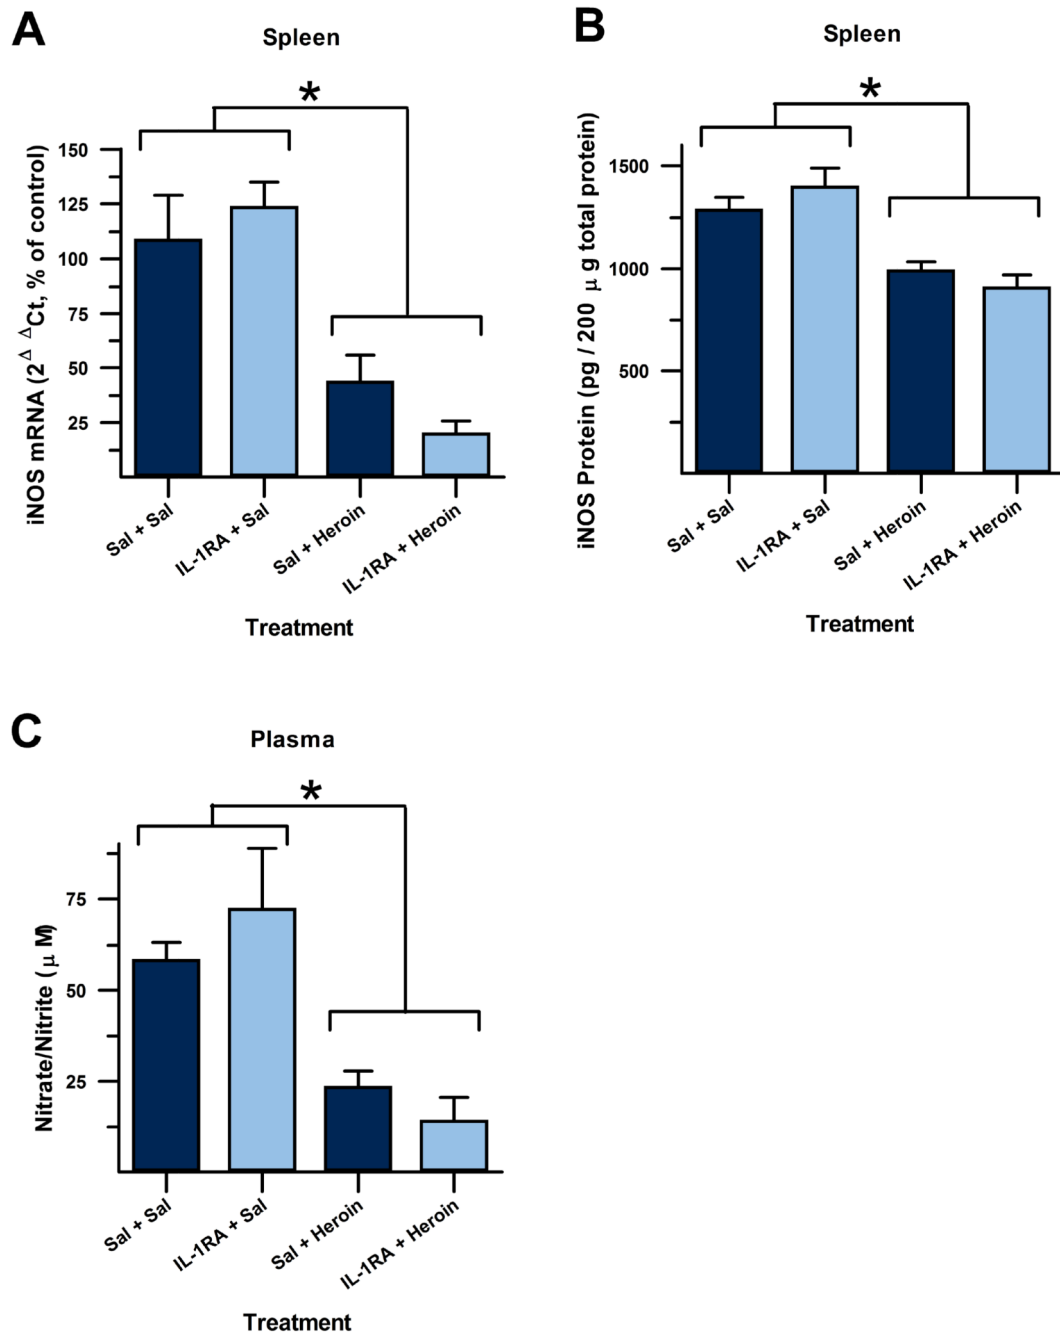 A
Spleen
*
iNOS mRNA (2Δ ΔCt, % of control)
150
125
100
75
50
25
Sal + Sal
IL-1RA + Sal
Sal + Heroin
IL-1RA + Heroin
Treatment
B
Spleen
*
iNOS Protein (pg / 200 μ g total protein)
1500
1000
500
Sal + Sal
IL-1RA + Sal
Sal + Heroin
IL-1RA + Heroin
Treatment
C
Plasma
*
Nitrate/Nitrite (μ M)
75
50
25
Sal + Sal
IL-1RA + Sal
Sal + Heroin
IL-1RA + Heroin
Treatment